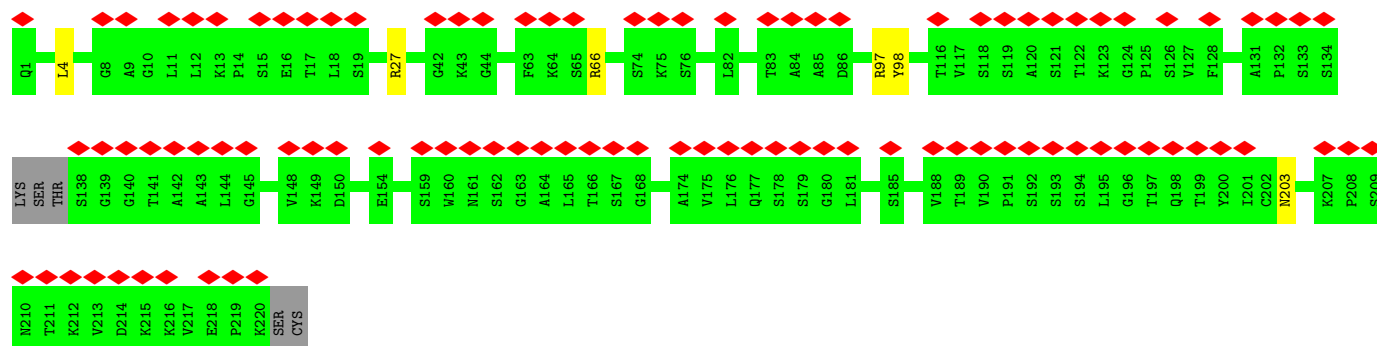 Q1 L4 G8 A9 G10 L11 L12 K13 P14 S15 E16 T17 L18 S19 R27 G42 K43 G44 F63 K64 S65 R66 S74 K75 S76 L82 T83 A84 A85 D86 R97 Y98 T116 V117 S118 S119 A120 S121 T122 K123 G124 P125 S126 V127 F128 A131 P132 S133 S134
LYS SER THR S138 G139 G140 T141 A142 A143 L144 G145 V148 K149 D150 E154 S159 W160 N161 S162 G163 A164 L165 T166 S167 G168 A174 V175 L176 Q177 S178 S179 G180 L181 S185 V188 T189 V190 P191 S192 S193 S194 L195 G196 T197 Q198 T199 Y200 I201 C202 N203 K207 P208 S209
N210 T211 K212 V213 D214 K215 K216 V217 E218 P219 K220 SER CYS